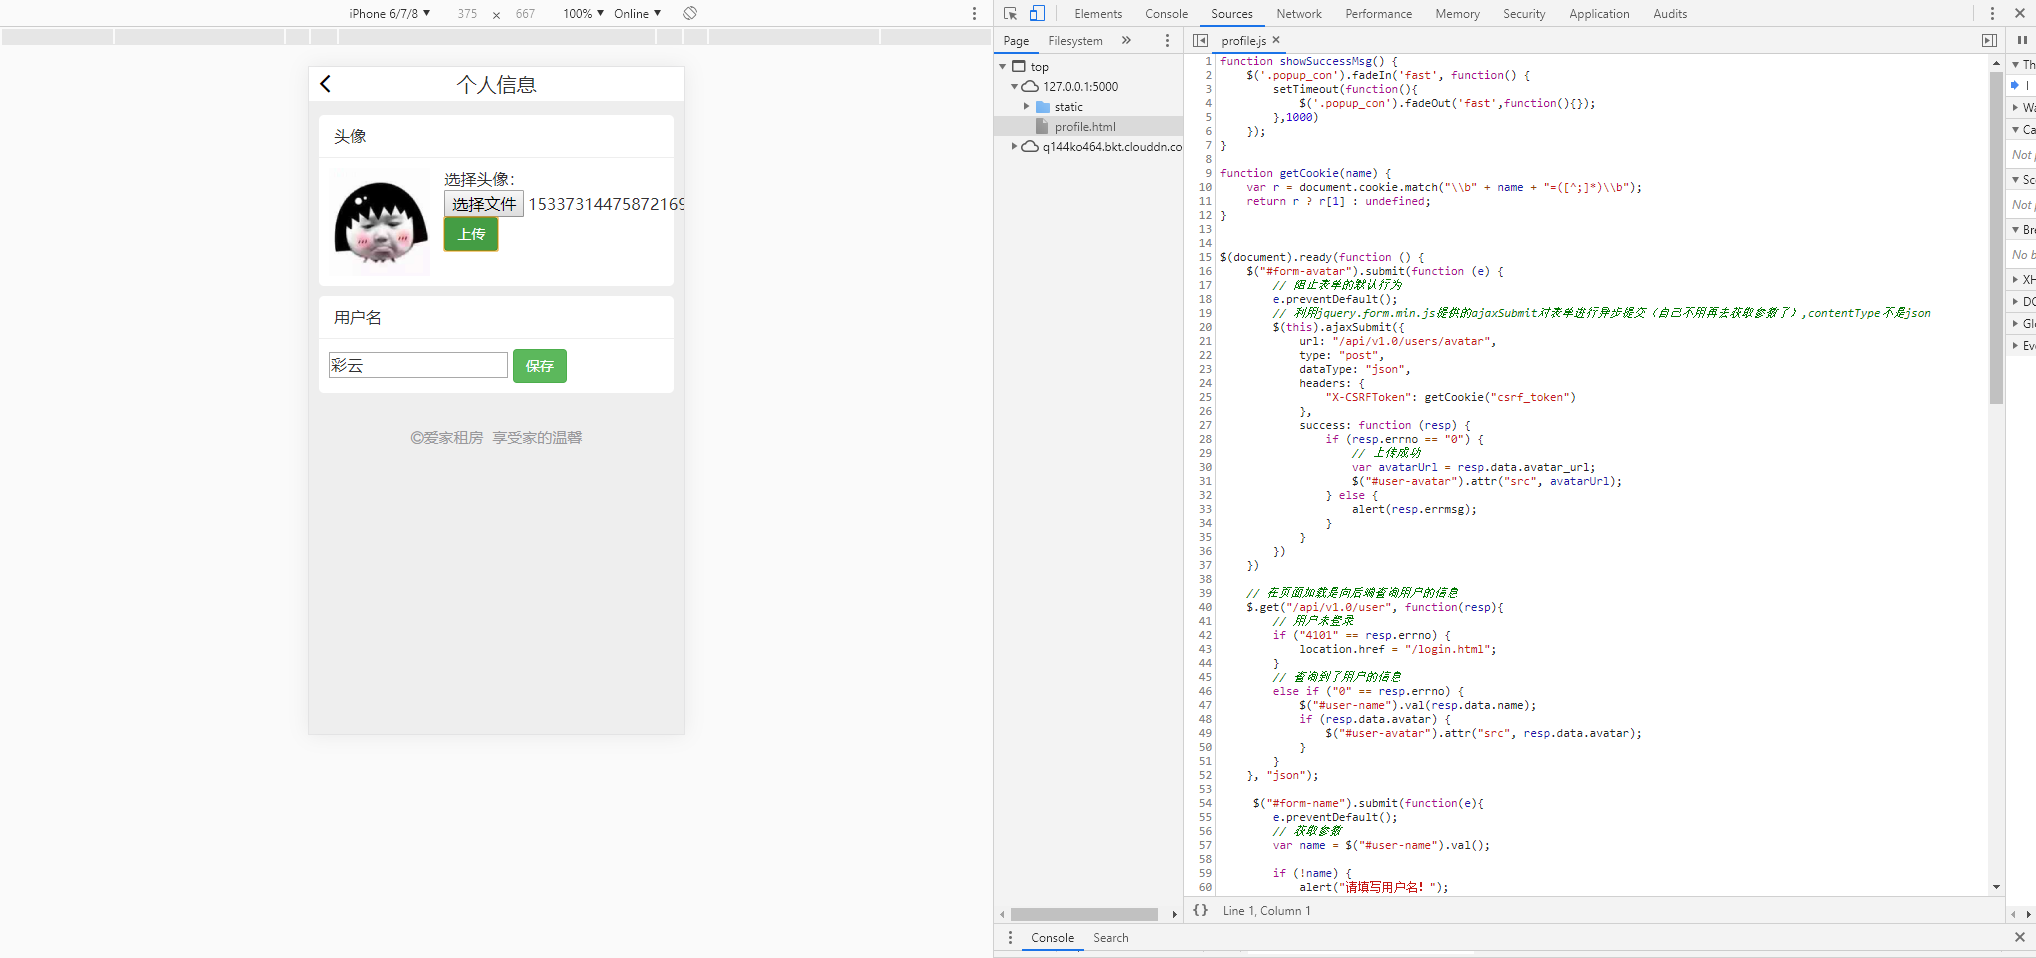 iPhone 6/7/8 ▼ 375 × 667 100% ▼ Online ▼
Elements Console Sources Network Performance Memory Security Application Audits
Page Filesystem »
profile.js ×
top
127.0.0.1:5000
static
profile.html
q144ko464.bkt.clouddn.co
个人信息
头像
选择头像：
选择文件 15337314475872169
上传
用户名
彩云
保存
©爱家租房 享受家的温馨
1 function showSuccessMsg() {
2     $('.popup_con').fadeIn('fast', function() {
3         setTimeout(function(){
4             $('.popup_con').fadeOut('fast',function(){});
5         },1000)
6     });
7 }
8
9 function getCookie(name) {
10     var r = document.cookie.match("\\b" + name + "=([^;]*)\\b");
11     return r ? r[1] : undefined;
12 }
13
14
15 $(document).ready(function () {
16     $("#form-avatar").submit(function (e) {
17         // 阻止表单的默认行为
18         e.preventDefault();
19         // 利用jquery.form.min.js提供的ajaxSubmit对表单进行异步提交（自己不用再去获取参数了）,contentType不是json
20         $(this).ajaxSubmit({
21             url: "/api/v1.0/users/avatar",
22             type: "post",
23             dataType: "json",
24             headers: {
25                 "X-CSRFToken": getCookie("csrf_token")
26             },
27             success: function (resp) {
28                 if (resp.errno == "0") {
29                     // 上传成功
30                     var avatarUrl = resp.data.avatar_url;
31                     $("#user-avatar").attr("src", avatarUrl);
32                 } else {
33                     alert(resp.errmsg);
34                 }
35             }
36         })
37     })
38
39     // 在页面加载是向后端查询用户的信息
40     $.get("/api/v1.0/user", function(resp){
41         // 用户未登录
42         if ("4101" == resp.errno) {
43             location.href = "/login.html";
44         }
45         // 查询到了用户的信息
46         else if ("0" == resp.errno) {
47             $("#user-name").val(resp.data.name);
48             if (resp.data.avatar) {
49                 $("#user-avatar").attr("src", resp.data.avatar);
50             }
51         }
52     }, "json");
53
54      $("#form-name").submit(function(e){
55         e.preventDefault();
56         // 获取参数
57         var name = $("#user-name").val();
58
59         if (!name) {
60             alert("请填写用户名！");
{} Line 1, Column 1
Th
I
Wa
Ca
Not p
Sc
Not p
Bre
No b
XH
DO
Glo
Eve
Console Search